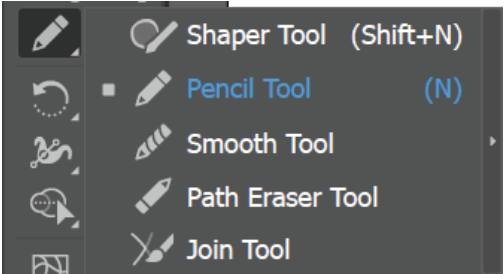 Shaper Tool (Shift+N)
Pencil Tool (N)
Smooth Tool
Path Eraser Tool
Join Tool